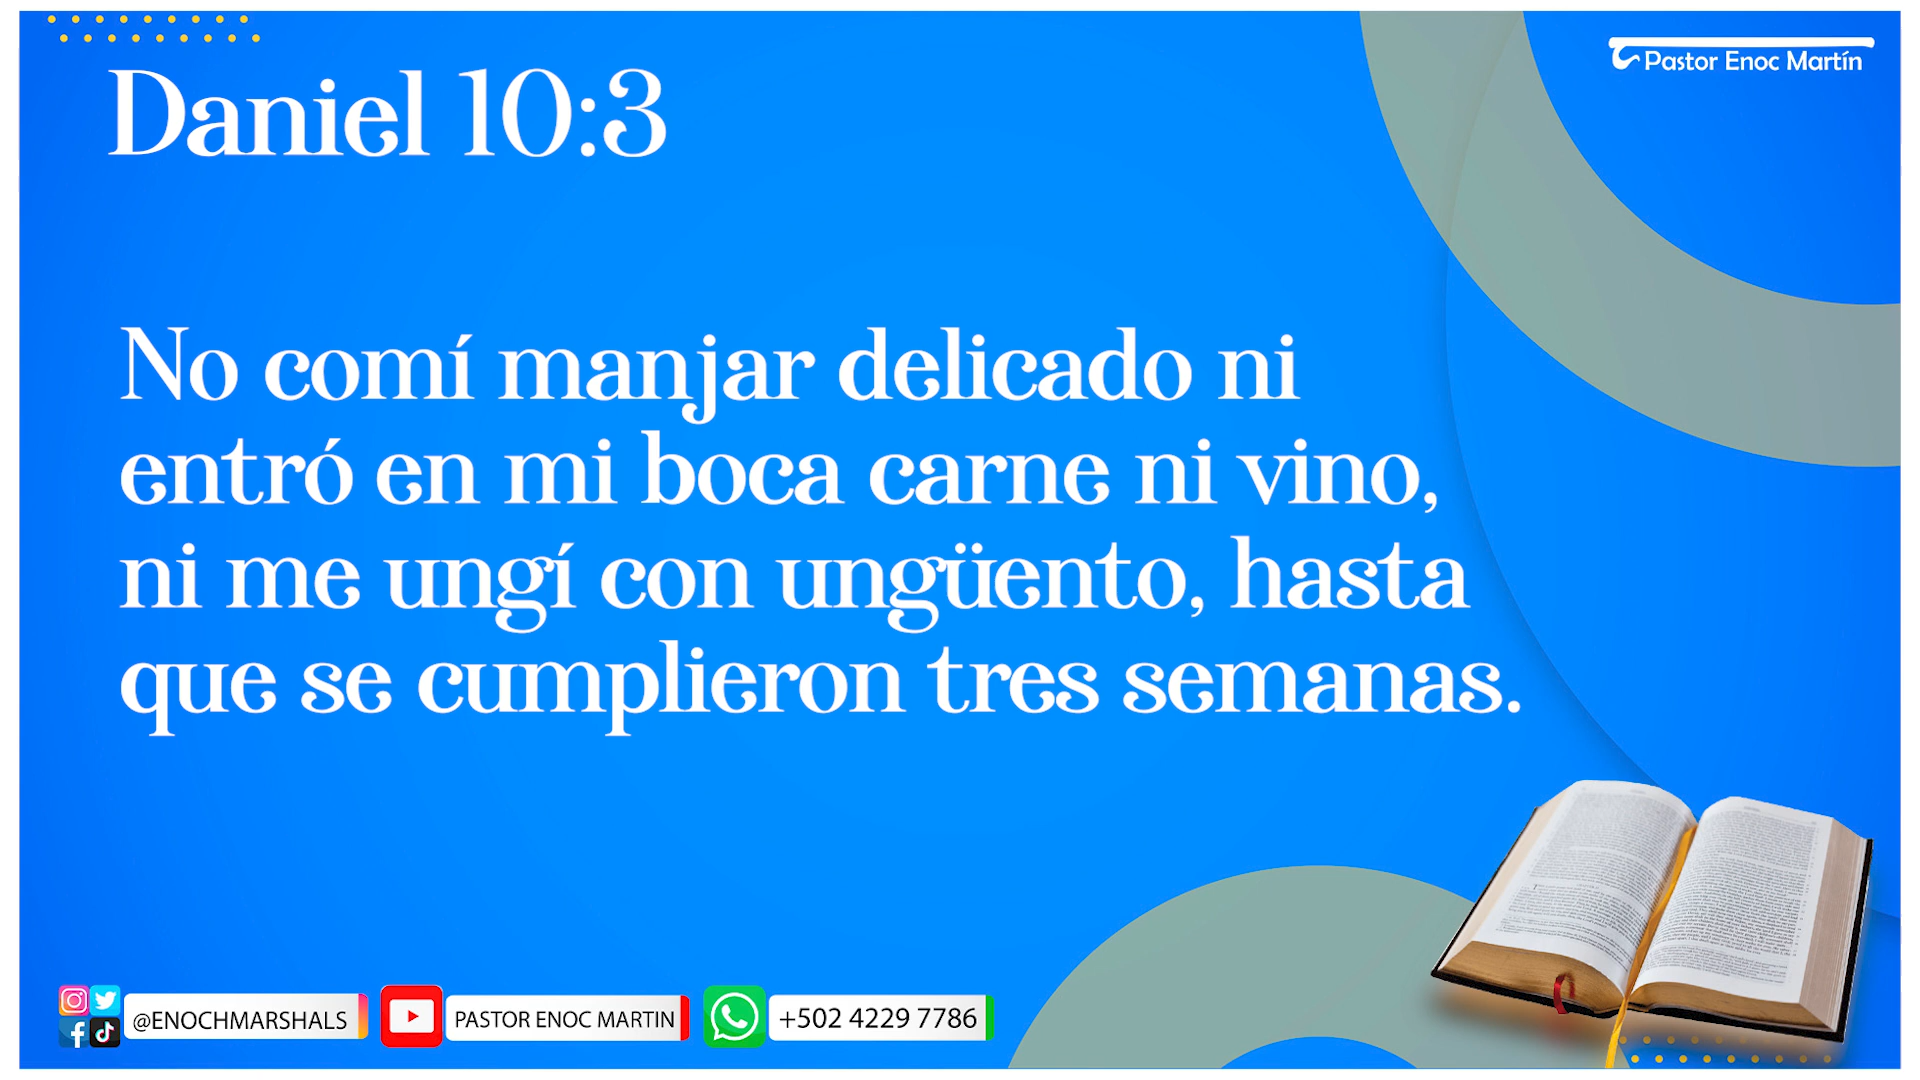 Pastor Enoc Martín
Daniel 10:3
No comí manjar delicado ni
entró en mi boca carne ni vino,
ni me ungí con ungüento, hasta
que se cumplieron tres semanas.
@ENOCHMARSHALS
PASTOR ENOC MARTIN
+502 4229 7786